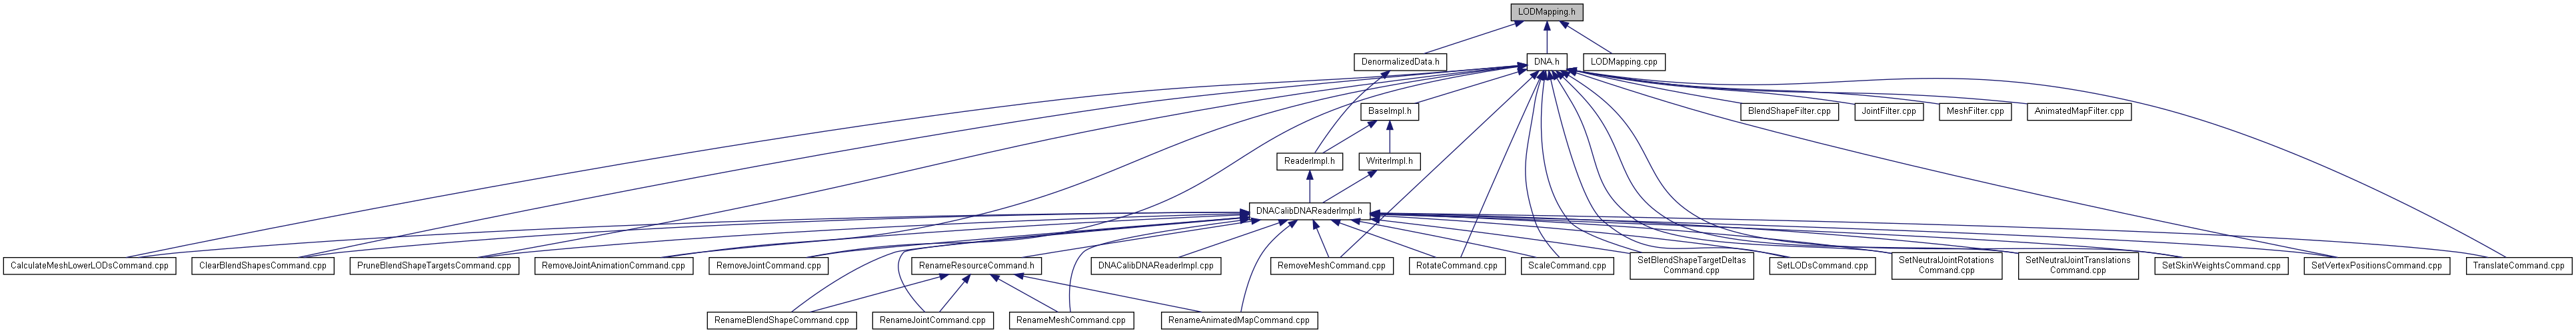 LODMapping.h
DenormalizedData.h
DNA.h
LODMapping.cpp
BaseImpl.h
BlendShapeFilter.cpp
JointFilter.cpp
MeshFilter.cpp
AnimatedMapFilter.cpp
ReaderImpl.h
WriterImpl.h
DNACalibDNAReaderImpl.h
CalculateMeshLowerLODsCommand.cpp
ClearBlendShapesCommand.cpp
PruneBlendShapeTargetsCommand.cpp
RemoveJointAnimationCommand.cpp
RemoveJointCommand.cpp
RenameResourceCommand.h
DNACalibDNAReaderImpl.cpp
RemoveMeshCommand.cpp
RotateCommand.cpp
ScaleCommand.cpp
SetBlendShapeTargetDeltas
Command.cpp
SetLODsCommand.cpp
SetNeutralJointRotations
Command.cpp
SetNeutralJointTranslations
Command.cpp
SetSkinWeightsCommand.cpp
SetVertexPositionsCommand.cpp
TranslateCommand.cpp
RenameBlendShapeCommand.cpp
RenameJointCommand.cpp
RenameMeshCommand.cpp
RenameAnimatedMapCommand.cpp